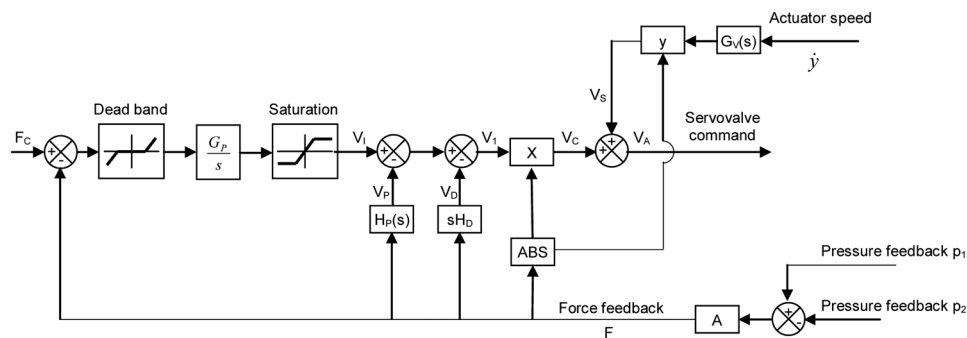 Actuator speed
y
G_V(s)
ẏ
Dead band
Saturation
V_S
Servovalve
command
F_C
+
-
G_P
s
V_I
+
-
+
-
V_1
X
V_C
+
+
V_A
V_P
V_D
H_P(s)
sH_D
ABS
Pressure feedback p_1
Force feedback
F
A
+
-
Pressure feedback p_2